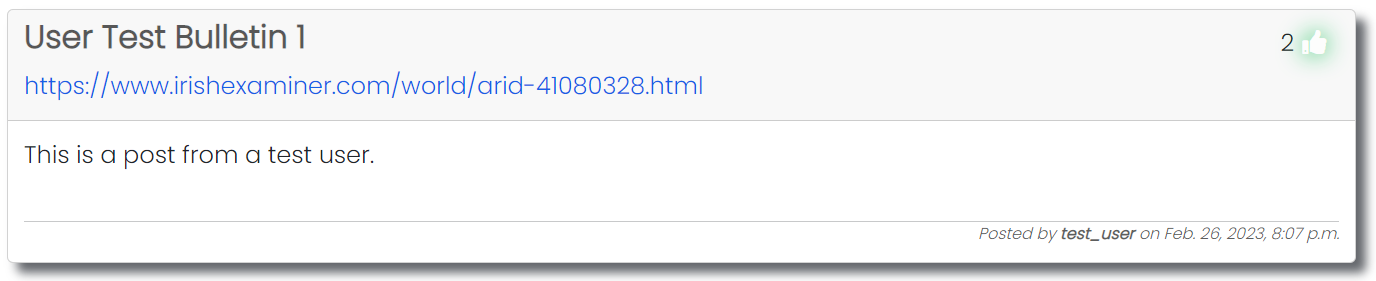 User Test Bulletin 1
2
https://www.irishexaminer.com/world/arid-41080328.html
This is a post from a test user.
Posted by test_user on Feb. 26, 2023, 8:07 p.m.